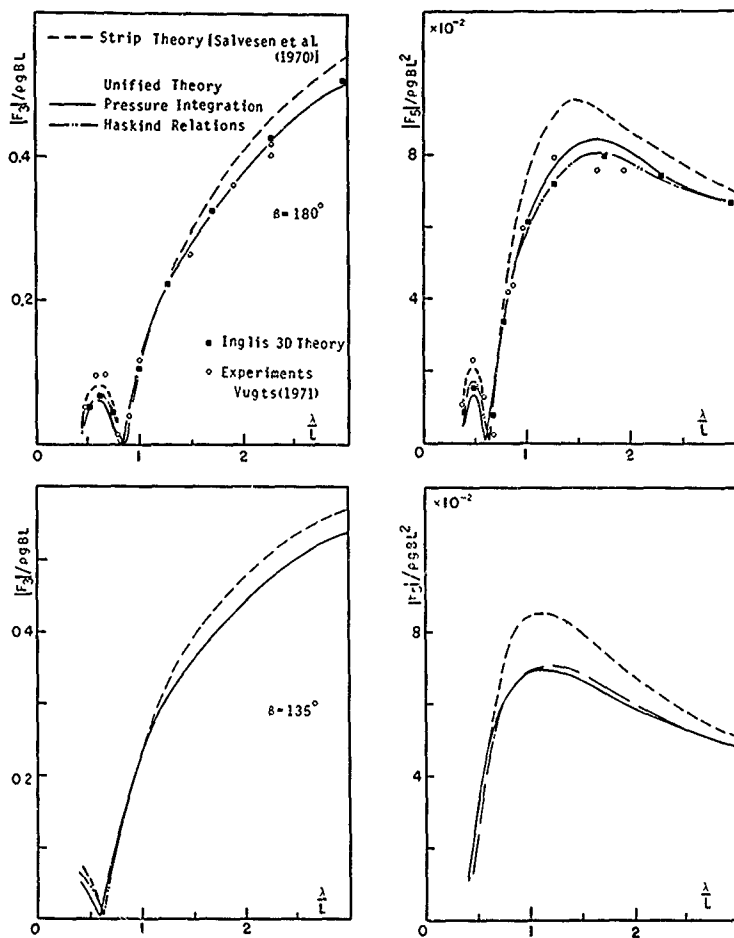 Strip Theory [Salvesen et al.
(1970)]
Unified Theory
Pressure Integration
Haskind Relations
|F₃|/ρgBL
0.4
0.2
0
1
2
λ/L
β=180°
Inglis 3D Theory
Experiments
Vugts(1971)
×10⁻²
|F₅|/ρgBL²
8
4
0
1
2
λ/L
|F₃|/ρgBL
0.4
0.2
0
1
2
λ/L
β=135°
×10⁻²
/ρgBL²
8
4
0
1
2
λ/L